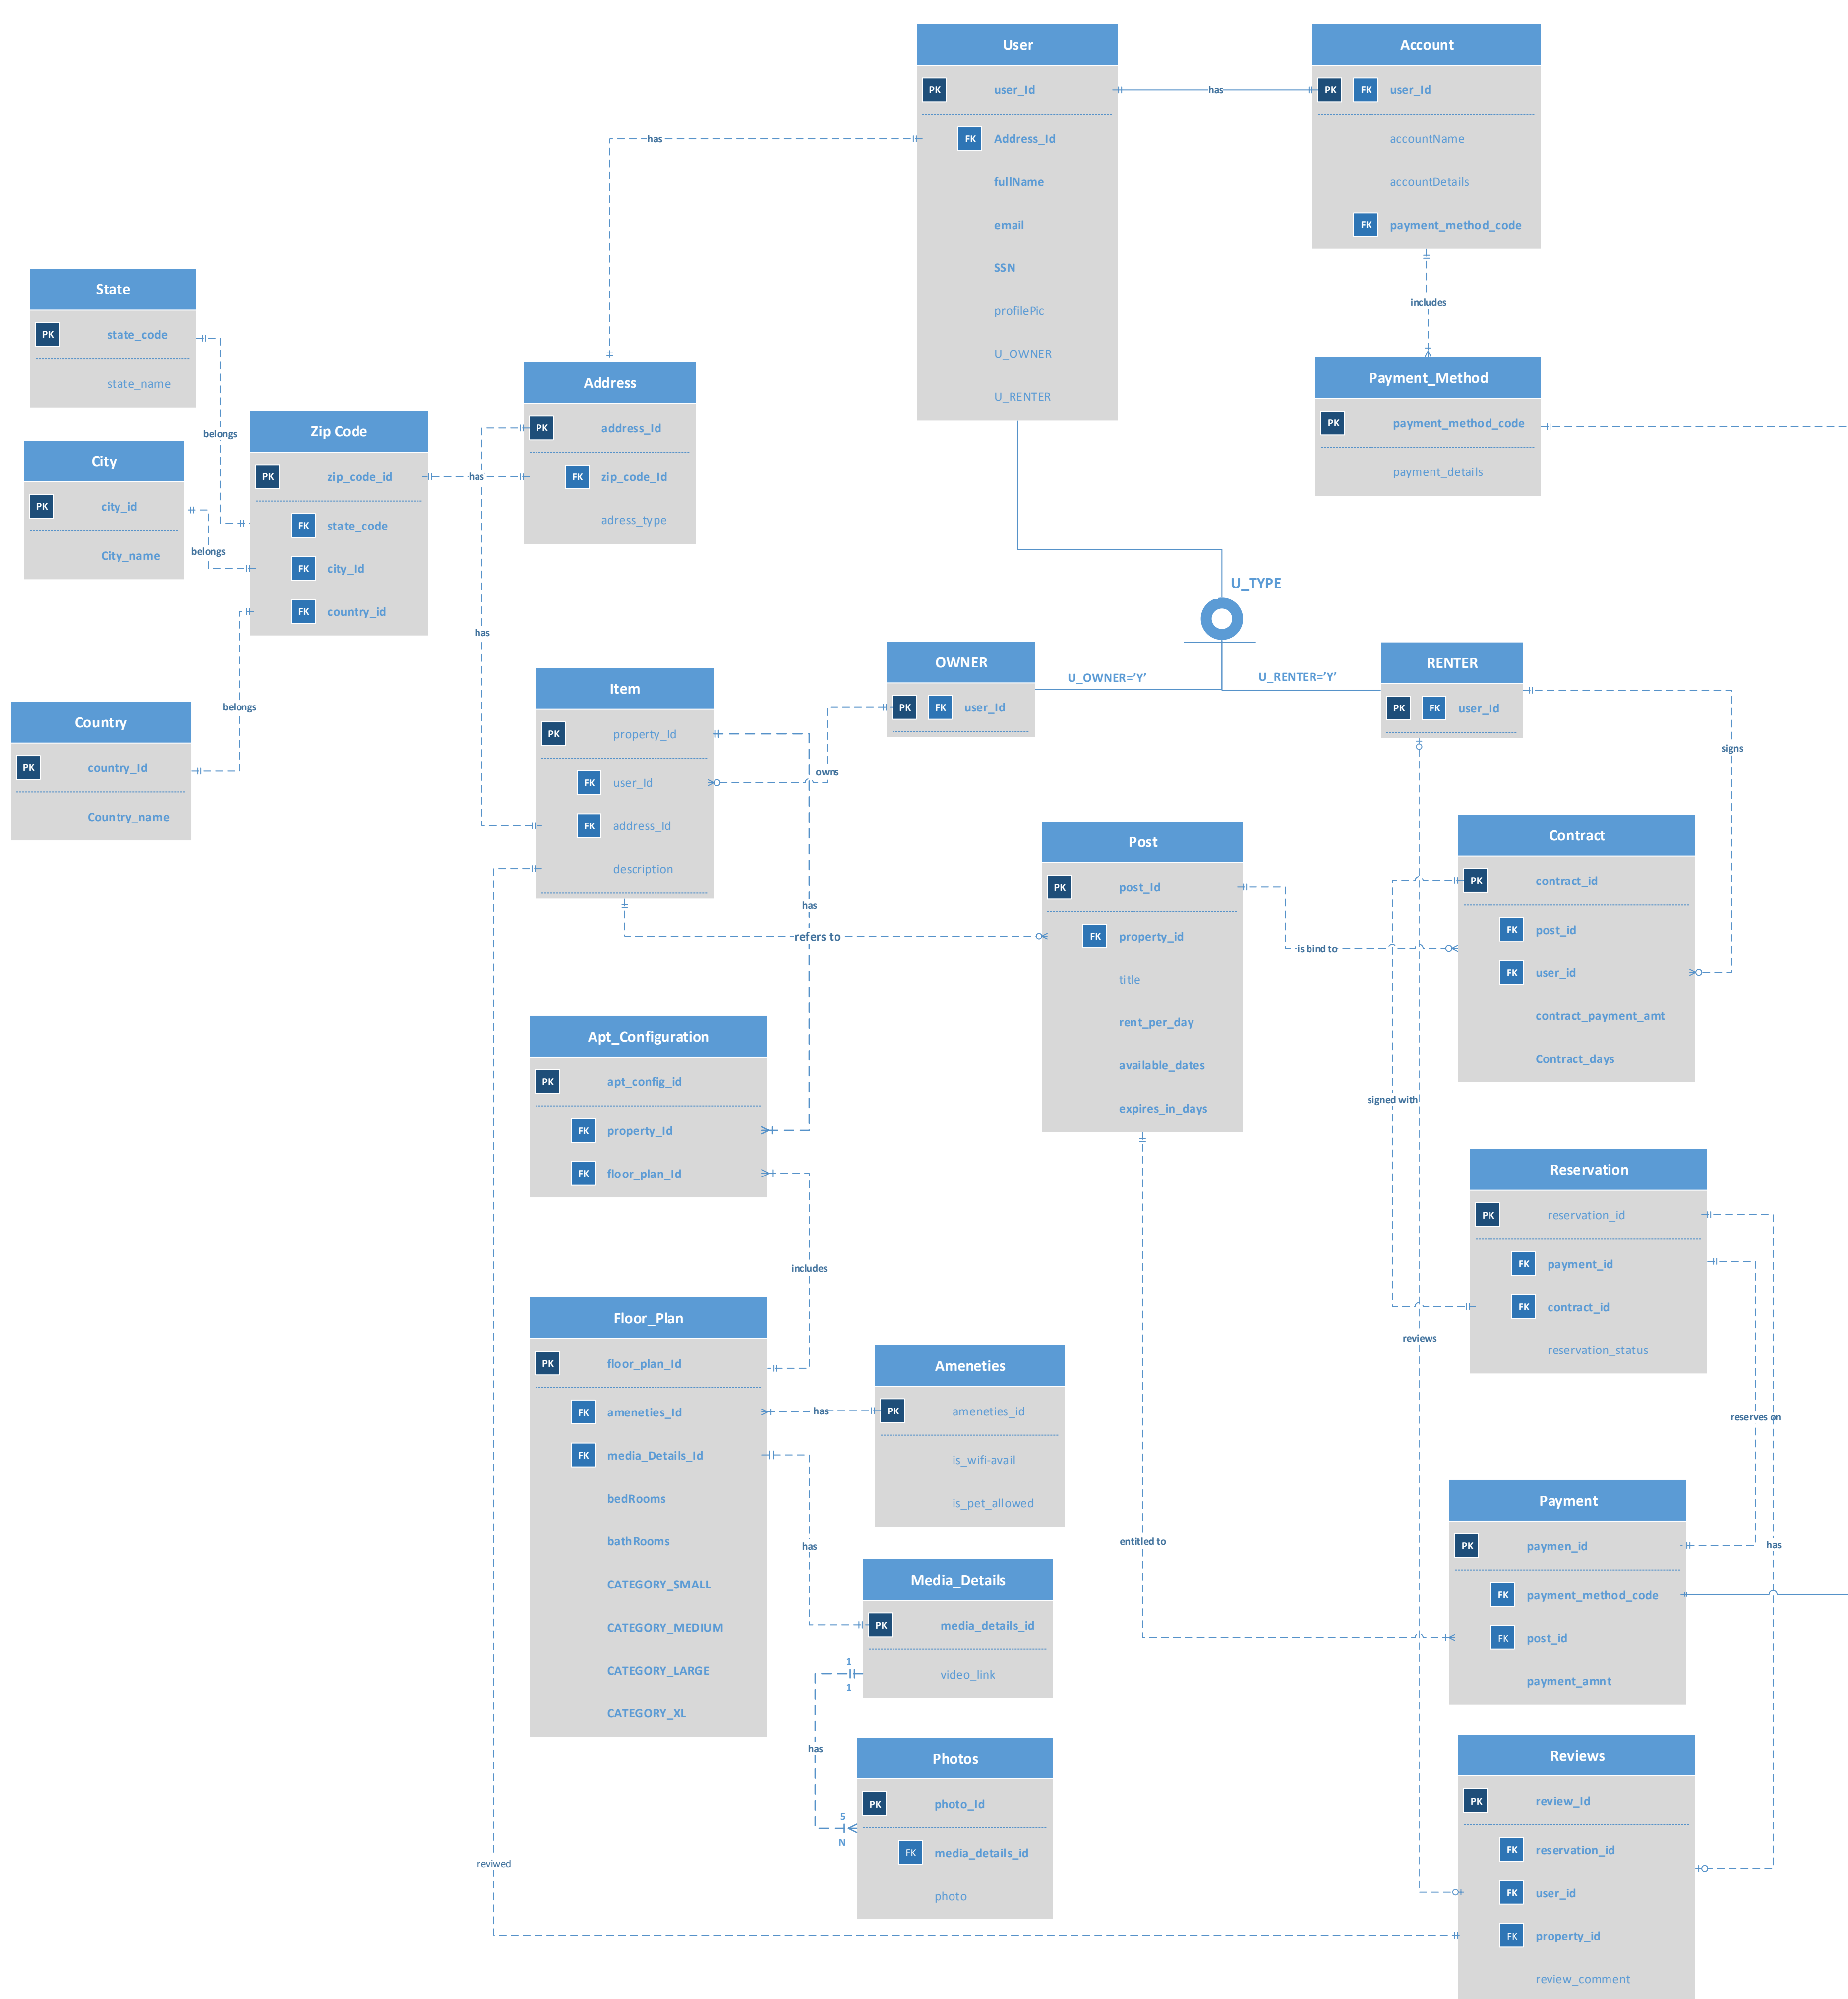 User
PK user_Id
FK Address_Id
fullName
email
SSN
profilePic
U_OWNER
U_RENTER
has
Account
PK FK user_Id
accountName
accountDetails
FK payment_method_code
has
includes
Payment_Method
PK payment_method_code
payment_details
State
PK state_code
state_name
belongs
City
PK city_id
City_name
belongs
Country
PK country_Id
Country_name
belongs
Zip Code
PK zip_code_id
FK state_code
FK city_Id
FK country_id
has
Address
PK address_Id
FK zip_code_Id
adress_type
has
U_TYPE
U_OWNER='Y'
U_RENTER='Y'
OWNER
PK FK user_Id
RENTER
PK FK user_Id
signs
Item
PK property_Id
FK user_Id
FK address_Id
description
owns
has
refers to
Post
PK post_Id
FK property_id
title
rent_per_day
available_dates
expires_in_days
is bind to
Contract
PK contract_id
FK post_id
FK user_id
contract_payment_amt
Contract_days
signed with
Apt_Configuration
PK apt_config_id
FK property_Id
FK floor_plan_Id
includes
Reservation
PK reservation_id
FK payment_id
FK contract_id
reservation_status
reviews
reserves on
has
Floor_Plan
PK floor_plan_Id
FK ameneties_Id
FK media_Details_Id
bedRooms
bathRooms
CATEGORY_SMALL
CATEGORY_MEDIUM
CATEGORY_LARGE
CATEGORY_XL
has
Ameneties
PK ameneties_id
is_wifi-avail
is_pet_allowed
has
entitled to
Media_Details
PK media_details_id
video_link
1
1
has
5
N
Photos
PK photo_Id
FK media_details_id
photo
Payment
PK paymen_id
FK payment_method_code
FK post_id
payment_amnt
Reviews
PK review_Id
FK reservation_id
FK user_id
FK property_id
review_comment
reviwed